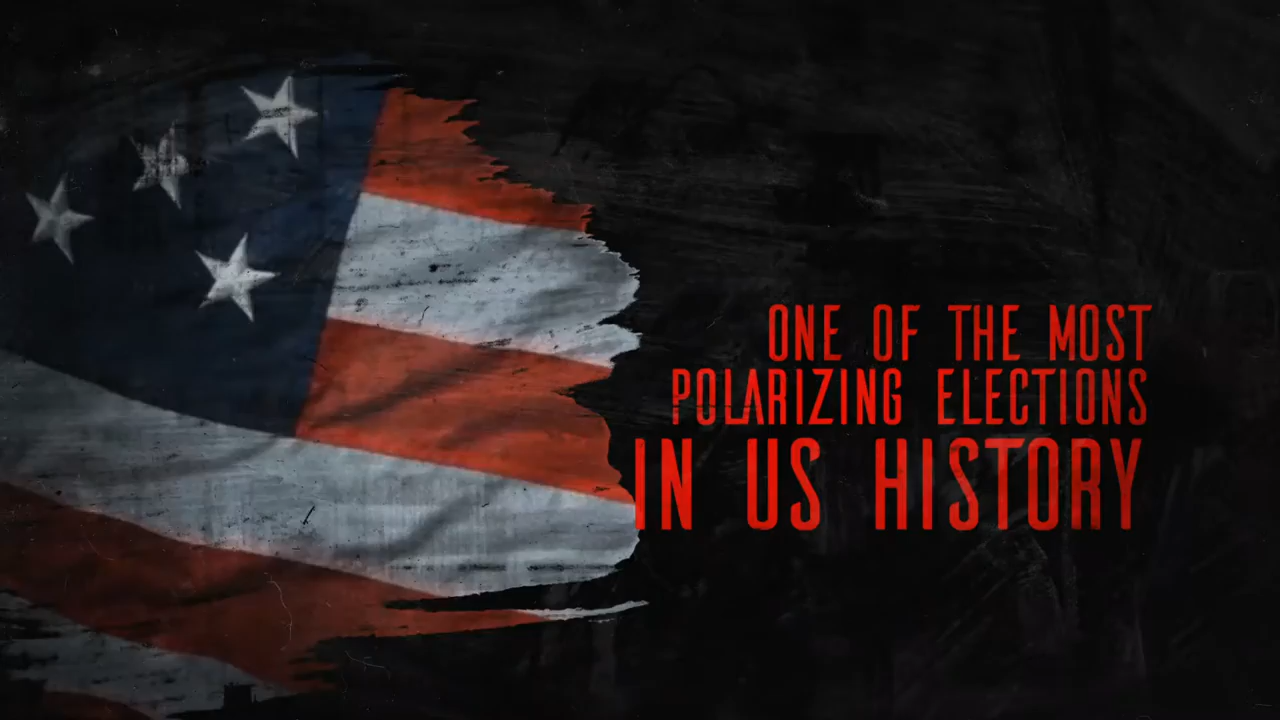 ONE OF THE MOST
POLARIZING ELECTIONS
IN US HISTORY